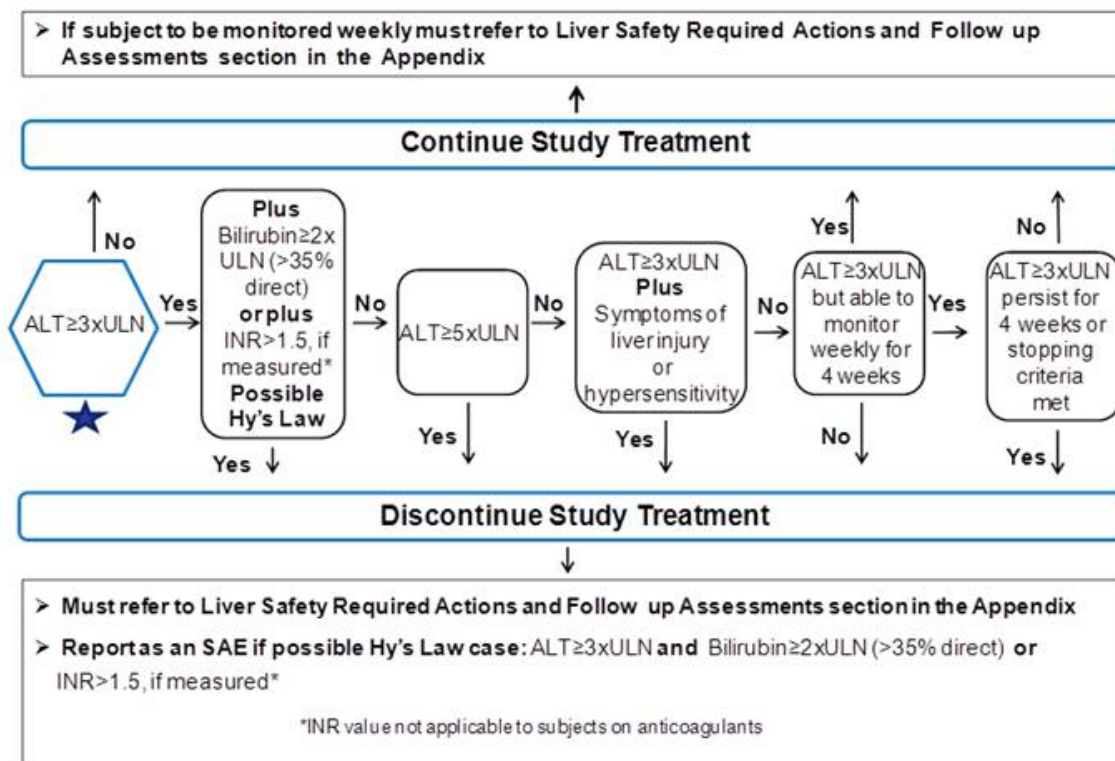 ➢ If subject to be monitored weekly must refer to Liver Safety Required Actions and Follow up
Assessments section in the Appendix
Continue Study Treatment
No
ALT≥3xULN
Yes
Plus
Bilirubin≥2x
ULN (>35%
direct)
or plus
INR>1.5, if
measured*
Possible
Hy's Law
Yes
No
ALT≥5xULN
Yes
No
ALT≥3xULN
Plus
Symptoms of
liver injury
or
hypersensitivity
Yes
No
Yes
ALT≥3xULN
but able to
monitor
weekly for
4 weeks
No
Yes
No
ALT≥3xULN
persist for
4 weeks or
stopping
criteria
met
Yes
Discontinue Study Treatment
➢ Must refer to Liver Safety Required Actions and Follow up Assessments section in the Appendix
➢ Report as an SAE if possible Hy's Law case: ALT≥3xULN and Bilirubin≥2xULN (>35% direct) or
INR>1.5, if measured*
*INR value not applicable to subjects on anticoagulants